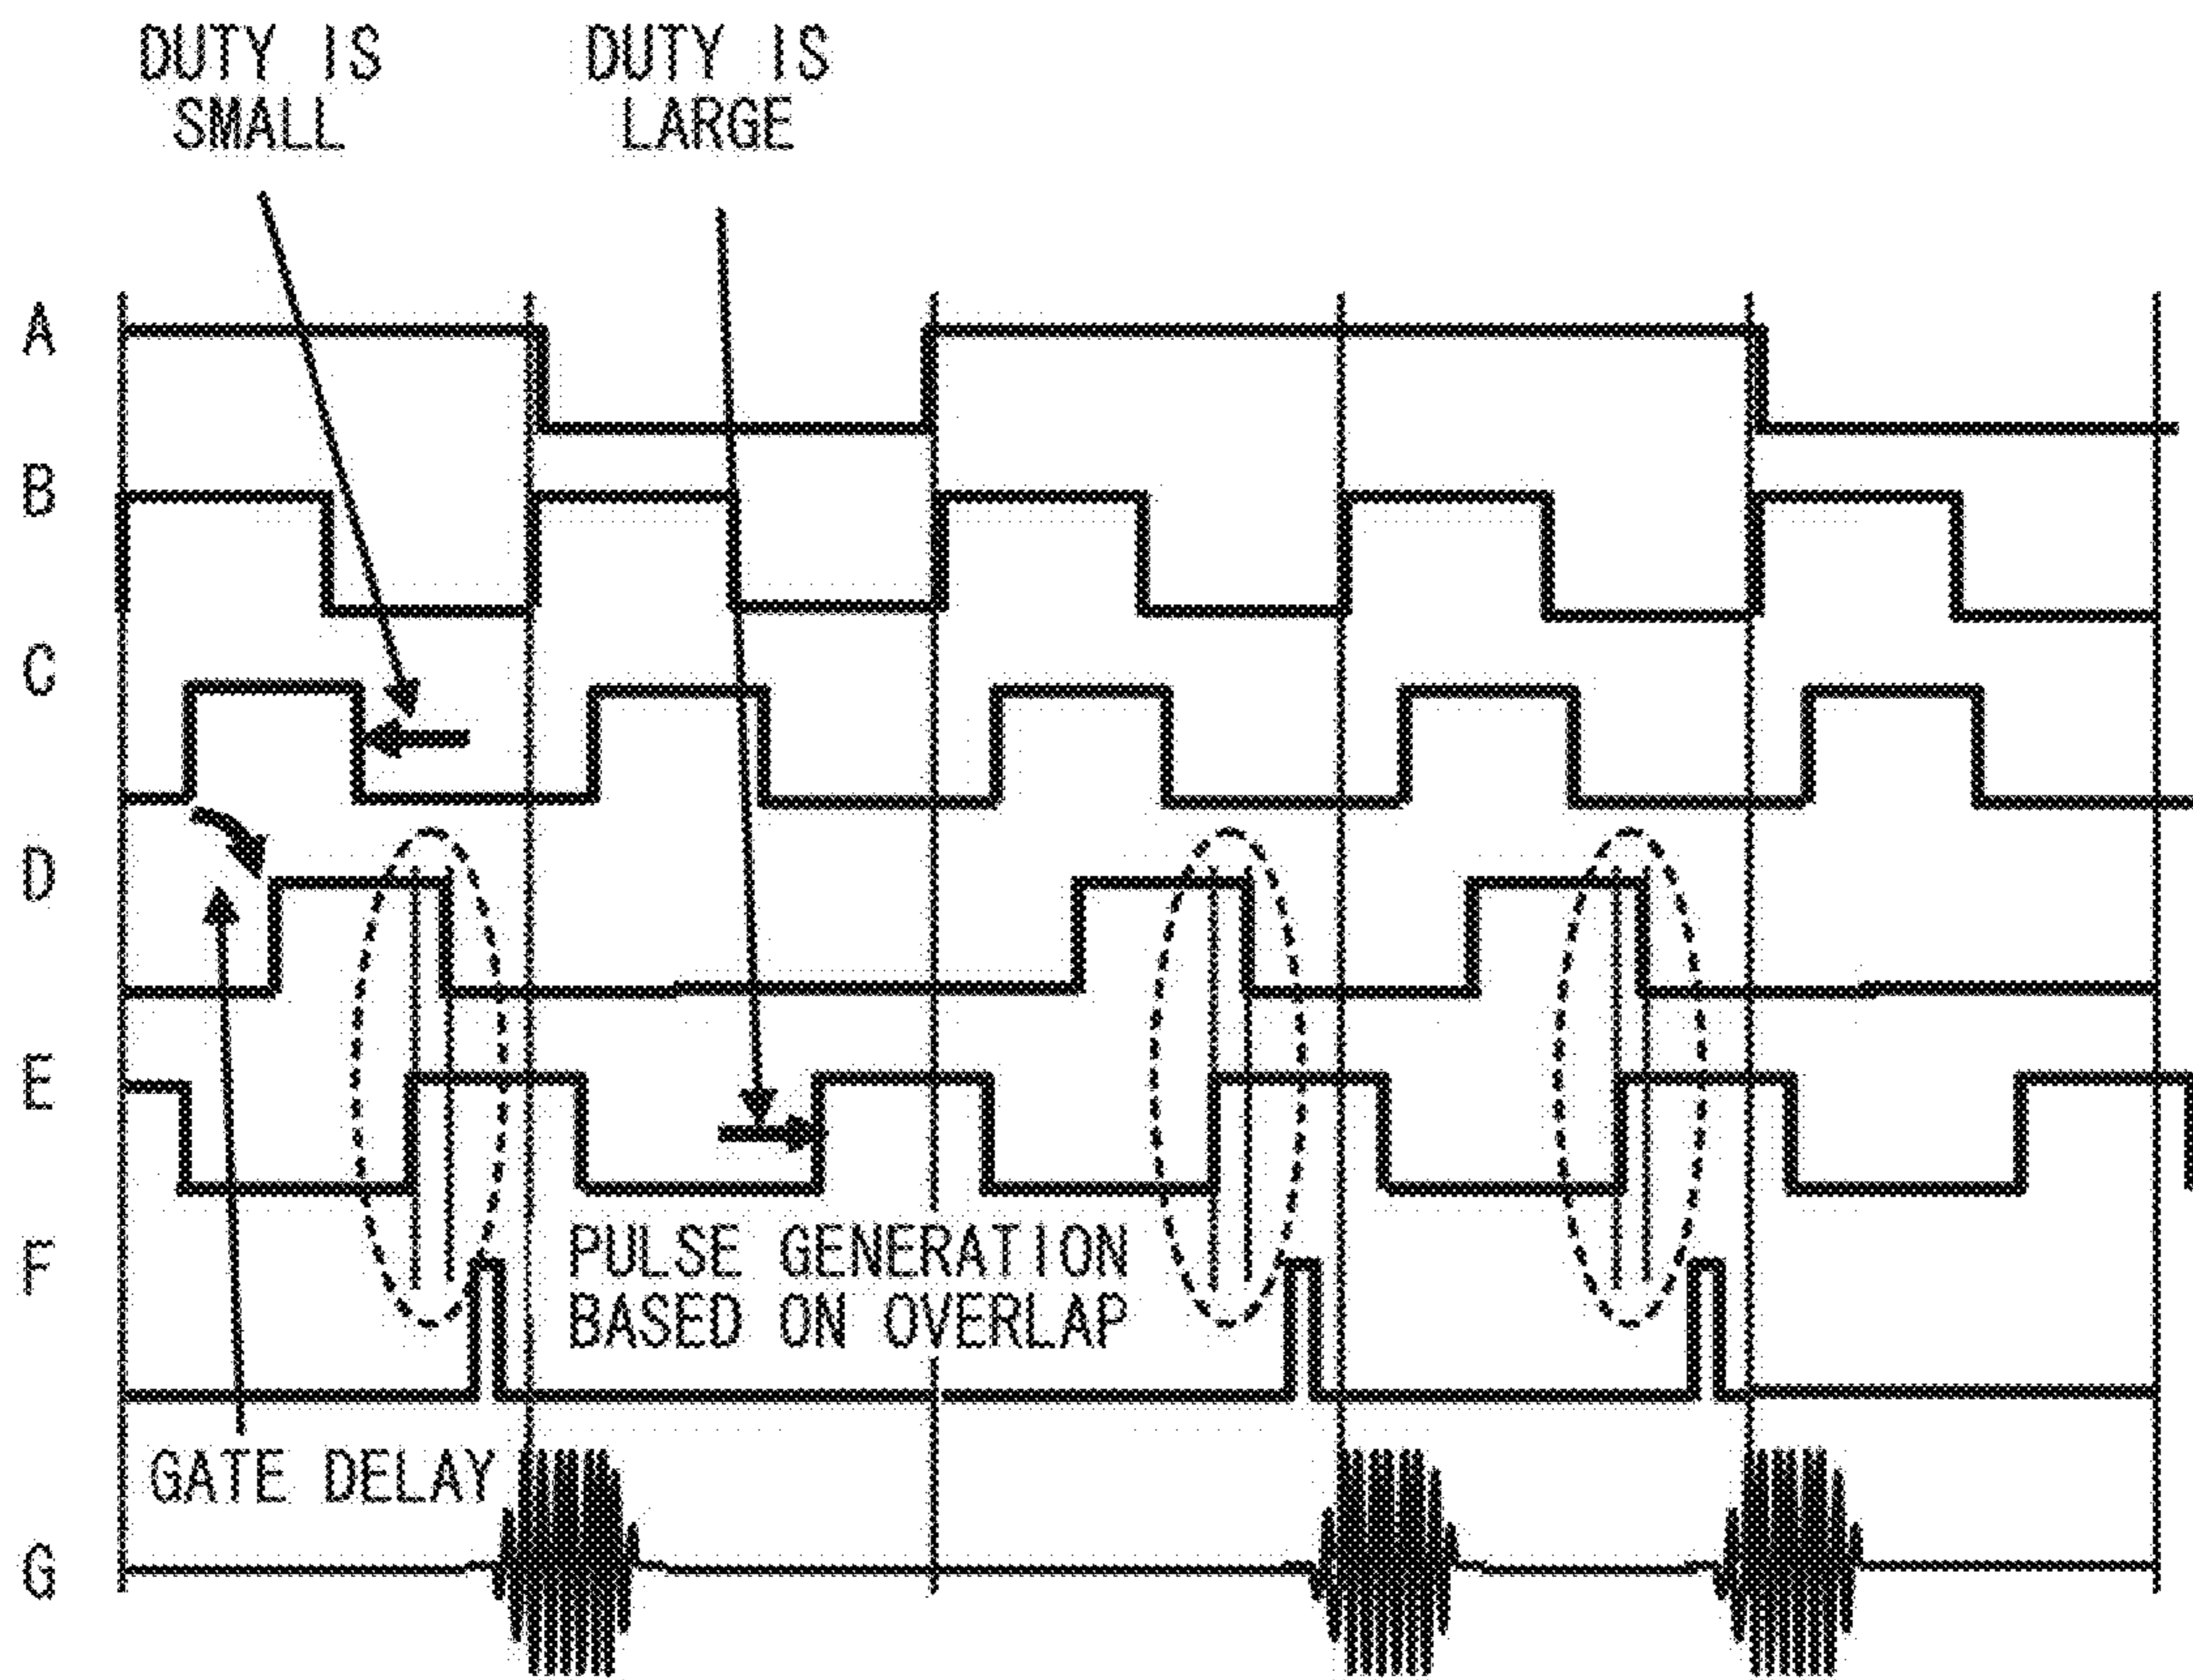 DUTY IS
SMALL
DUTY IS
LARGE
A
B
C
D
E
F
PULSE GENERATION
BASED ON OVERLAP
GATE DELAY
G